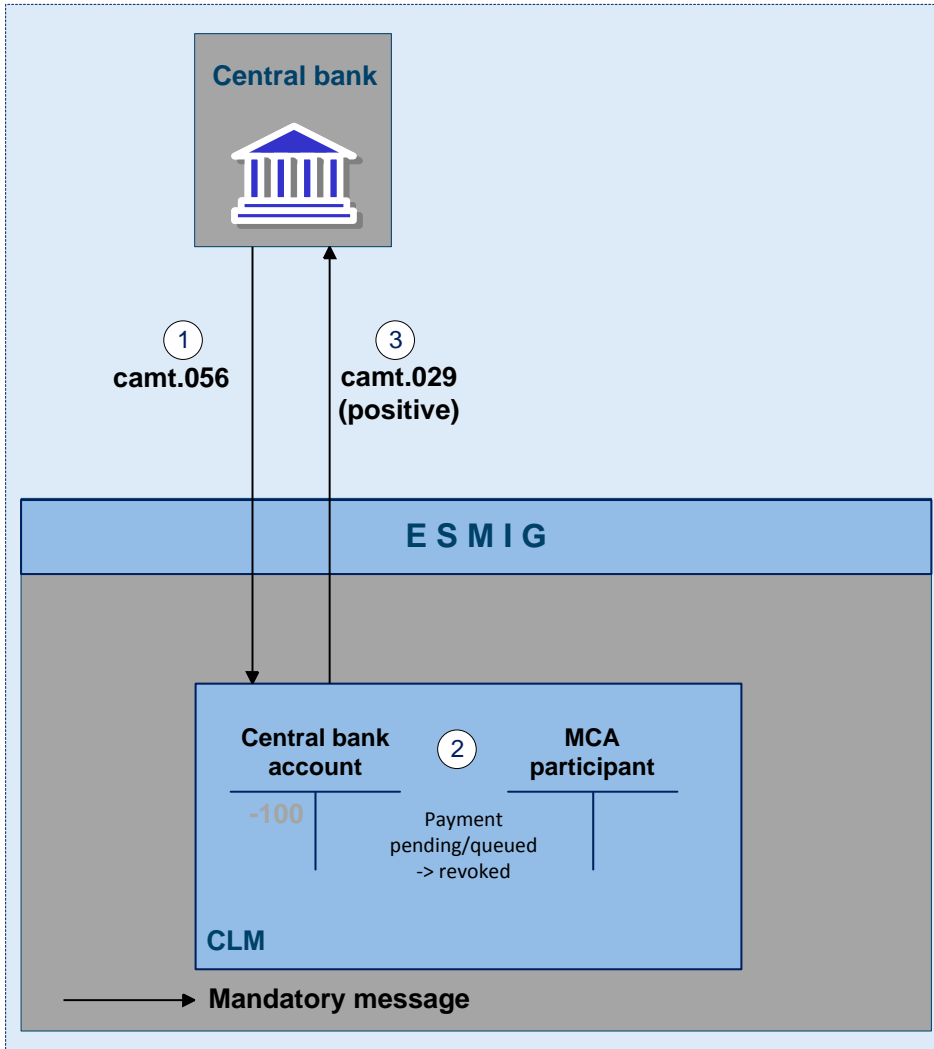 Central bank
1
camt.056
3
camt.029
(positive)
E S M I G
Central bank
account
2
MCA
participant
-100
Payment
pending/queued
-> revoked
CLM
Mandatory message